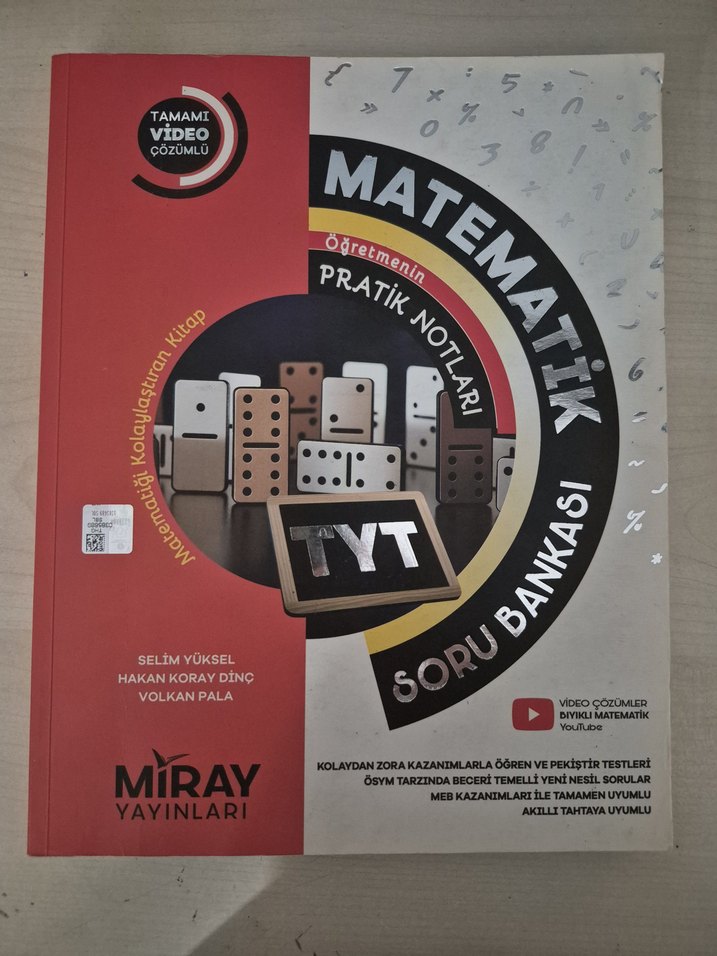 TAMAMI
VİDEO
ÇÖZÜMLÜ
MATEMATİK
Öğretmenin
PRATİK NOTLARI
Matematiği Kolaylaştıran Kitap
TYT
SORU BANKASI
SELİM YÜKSEL
HAKAN KORAY DİNÇ
VOLKAN PALA
MİRAY
YAYINLARI
VİDEO ÇÖZÜMLER
BIYIKLI MATEMATİK
YouTube
KOLAYDAN ZORA KAZANIMLARLA ÖĞREN VE PEKİŞTİR TESTLERİ
ÖSYM TARZINDA BECERİ TEMELLİ YENİ NESİL SORULAR
MEB KAZANIMLARI İLE TAMAMEN UYUMLU
AKILLI TAHTAYA UYUMLU